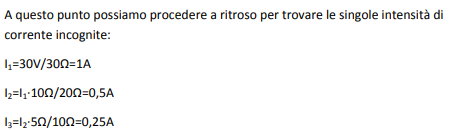 A questo punto possiamo procedere a ritroso per trovare le singole intensità di
corrente incognite:
I₁=30V/30Ω=1A
I₂=I₁·10Ω/20Ω=0,5A
I₃=I₂·5Ω/10Ω=0,25A